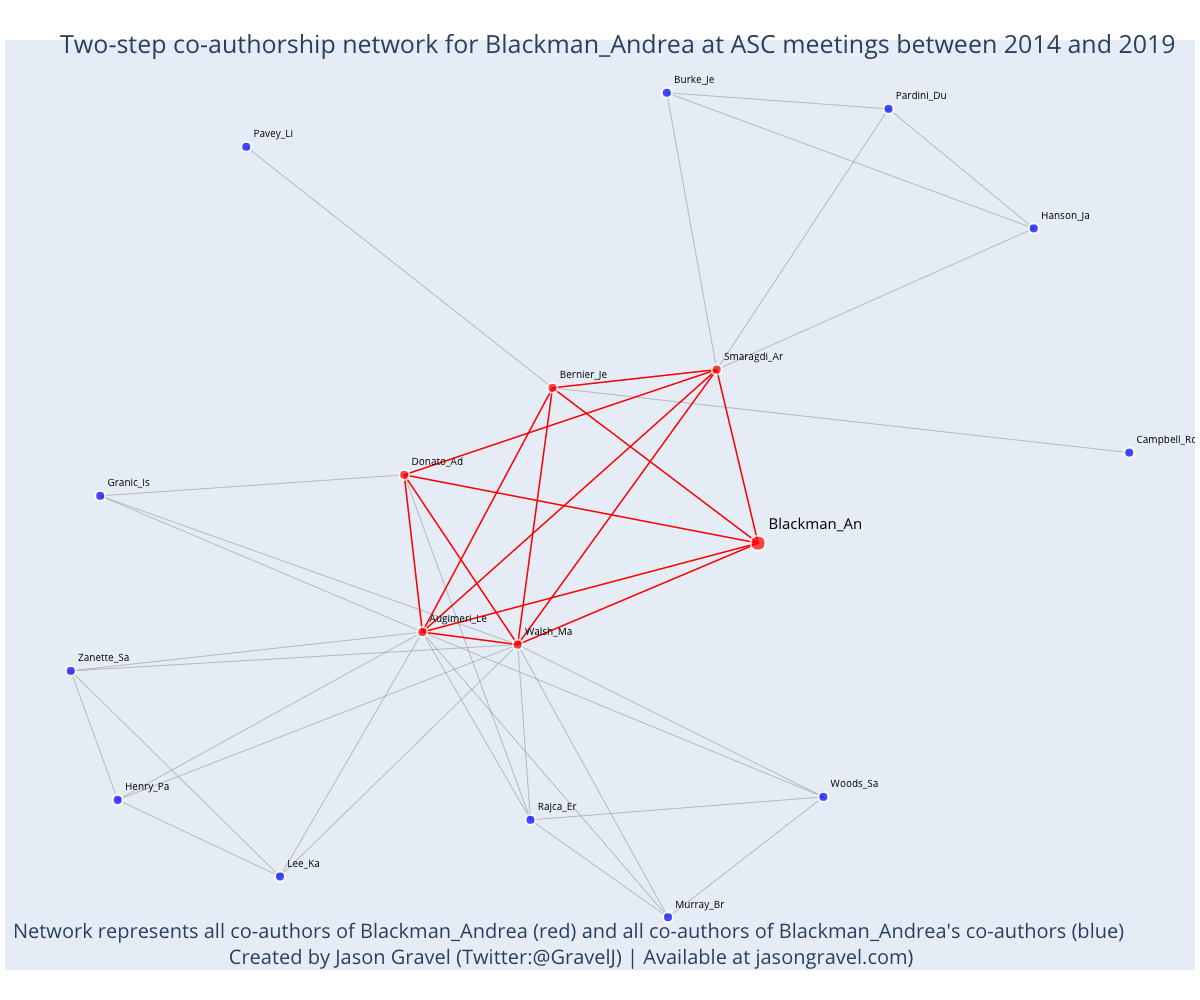 Two-step co-authorship network for Blackman_Andrea at ASC meetings between 2014 and 2019
Burke_Je
Pardini_Du
Pavey_Li
Hanson_Ja
Smaragdi_Ar
Bernier_Je
Campbell_Ro
Donato_Ad
Granic_Is
Blackman_An
Augimeri_Le
Walsh_Ma
Zanette_Sa
Henry_Pa
Woods_Sa
Rajca_Er
Lee_Ka
Murray_Br
Network represents all co-authors of Blackman_Andrea (red) and all co-authors of Blackman_Andrea's co-authors (blue)
Created by Jason Gravel (Twitter:@GravelJ) | Available at jasongravel.com)